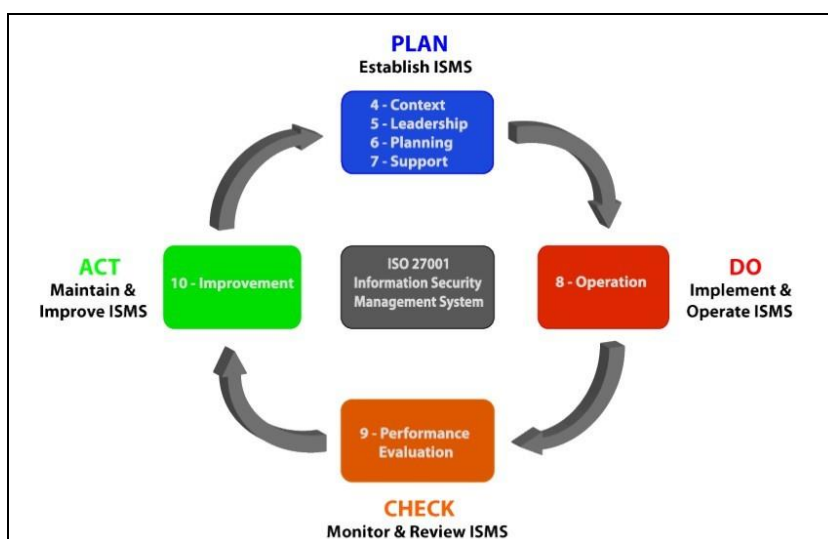 PLAN
Establish ISMS
4 - Context
5 - Leadership
6 - Planning
7 - Support
ACT
Maintain &
Improve ISMS
10 - Improvement
ISO 27001
Information Security
Management System
8 - Operation
DO
Implement &
Operate ISMS
9 - Performance
Evaluation
CHECK
Monitor & Review ISMS